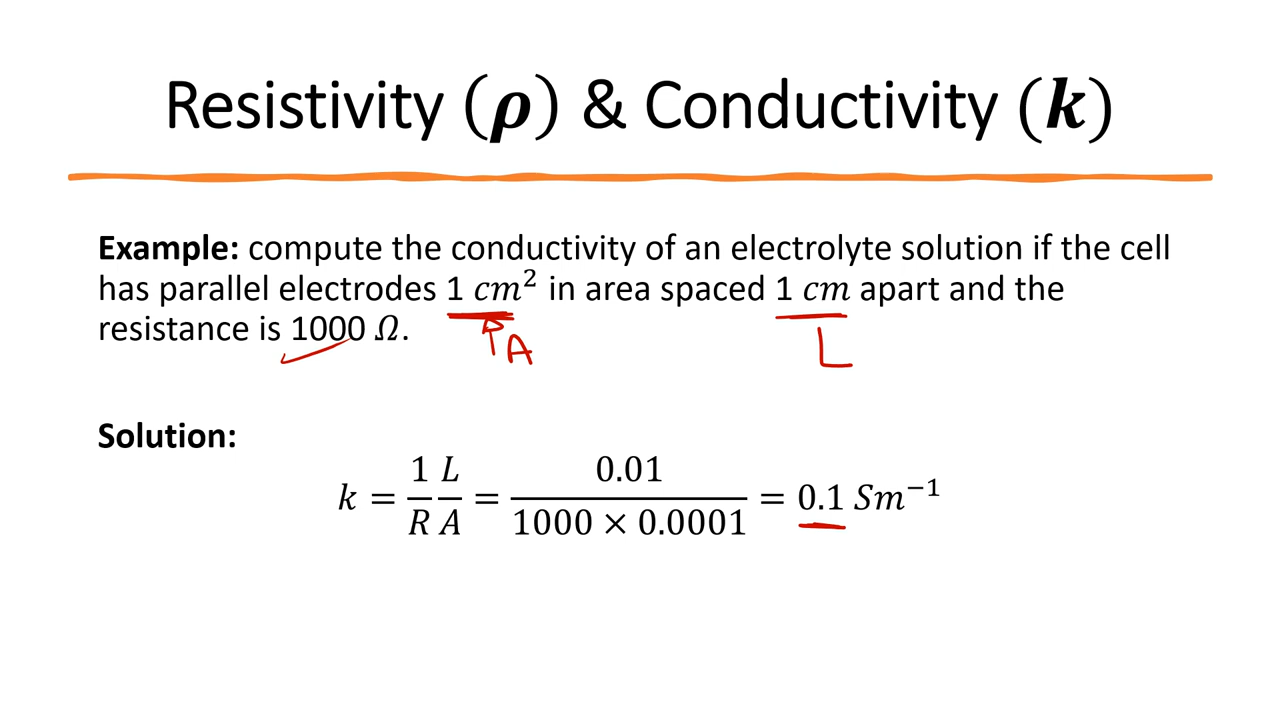 Resistivity (ρ) & Conductivity (k)
Example: compute the conductivity of an electrolyte solution if the cell
has parallel electrodes 1 cm² in area spaced 1 cm apart and the
resistance is 1000 Ω.
A L
Solution:
k = 1/R L/A = 0.01/(1000 × 0.0001) = 0.1 Sm⁻¹